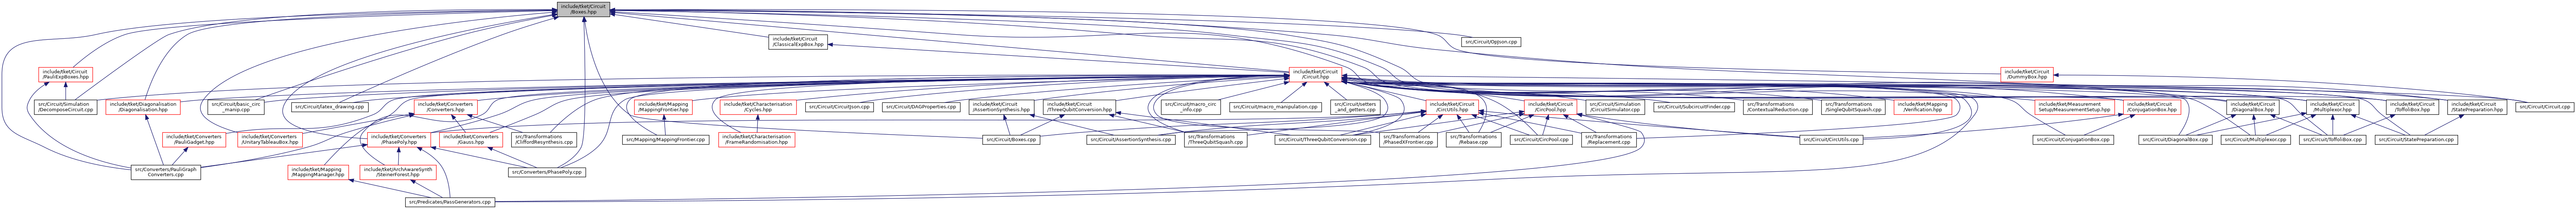 include/tket/Circuit
/Boxes.hpp
include/tket/Circuit
/ClassicalExpBox.hpp
src/Circuit/OpJson.cpp
include/tket/Circuit
/PauliExpBoxes.hpp
include/tket/Circuit
/Circuit.hpp
include/tket/Circuit
/DummyBox.hpp
src/Circuit/Simulation
/DecomposeCircuit.cpp
include/tket/Diagonalisation
/Diagonalisation.hpp
src/Circuit/basic_circ
_manip.cpp
src/Circuit/latex_drawing.cpp
include/tket/Converters
/Converters.hpp
include/tket/Mapping
/MappingFrontier.hpp
include/tket/Characterisation
/Cycles.hpp
src/Circuit/CircuitJson.cpp
src/Circuit/DAGProperties.cpp
include/tket/Circuit
/AssertionSynthesis.hpp
include/tket/Circuit
/ThreeQubitConversion.hpp
src/Circuit/macro_circ
_info.cpp
src/Circuit/macro_manipulation.cpp
src/Circuit/setters
_and_getters.cpp
include/tket/Circuit
/CircUtils.hpp
include/tket/Circuit
/CircPool.hpp
src/Circuit/Simulation
/CircuitSimulator.cpp
src/Circuit/SubcircuitFinder.cpp
src/Transformations
/ContextualReduction.cpp
src/Transformations
/SingleQubitSquash.cpp
include/tket/Mapping
/Verification.hpp
include/tket/Measurement
Setup/MeasurementSetup.hpp
include/tket/Circuit
/ConjugationBox.hpp
include/tket/Circuit
/DiagonalBox.hpp
include/tket/Circuit
/Multiplexor.hpp
include/tket/Circuit
/ToffoliBox.hpp
include/tket/Circuit
/StatePreparation.hpp
src/Circuit/Circuit.cpp
include/tket/Converters
/PauliGadget.hpp
include/tket/Converters
/UnitaryTableauBox.hpp
include/tket/Converters
/PhasePoly.hpp
include/tket/Converters
/Gauss.hpp
src/Transformations
/CliffordResynthesis.cpp
src/Mapping/MappingFrontier.cpp
include/tket/Characterisation
/FrameRandomisation.hpp
src/Circuit/Boxes.cpp
src/Circuit/AssertionSynthesis.cpp
src/Transformations
/ThreeQubitSquash.cpp
src/Circuit/ThreeQubitConversion.cpp
src/Transformations
/PhasedXFrontier.cpp
src/Transformations
/Rebase.cpp
src/Circuit/CircPool.cpp
src/Transformations
/Replacement.cpp
src/Circuit/CircUtils.cpp
src/Circuit/ConjugationBox.cpp
src/Circuit/DiagonalBox.cpp
src/Circuit/Multiplexor.cpp
src/Circuit/ToffoliBox.cpp
src/Circuit/StatePreparation.cpp
src/Converters/PauliGraph
Converters.cpp
include/tket/Mapping
/MappingManager.hpp
include/tket/ArchAwareSynth
/SteinerForest.hpp
src/Converters/PhasePoly.cpp
src/Predicates/PassGenerators.cpp